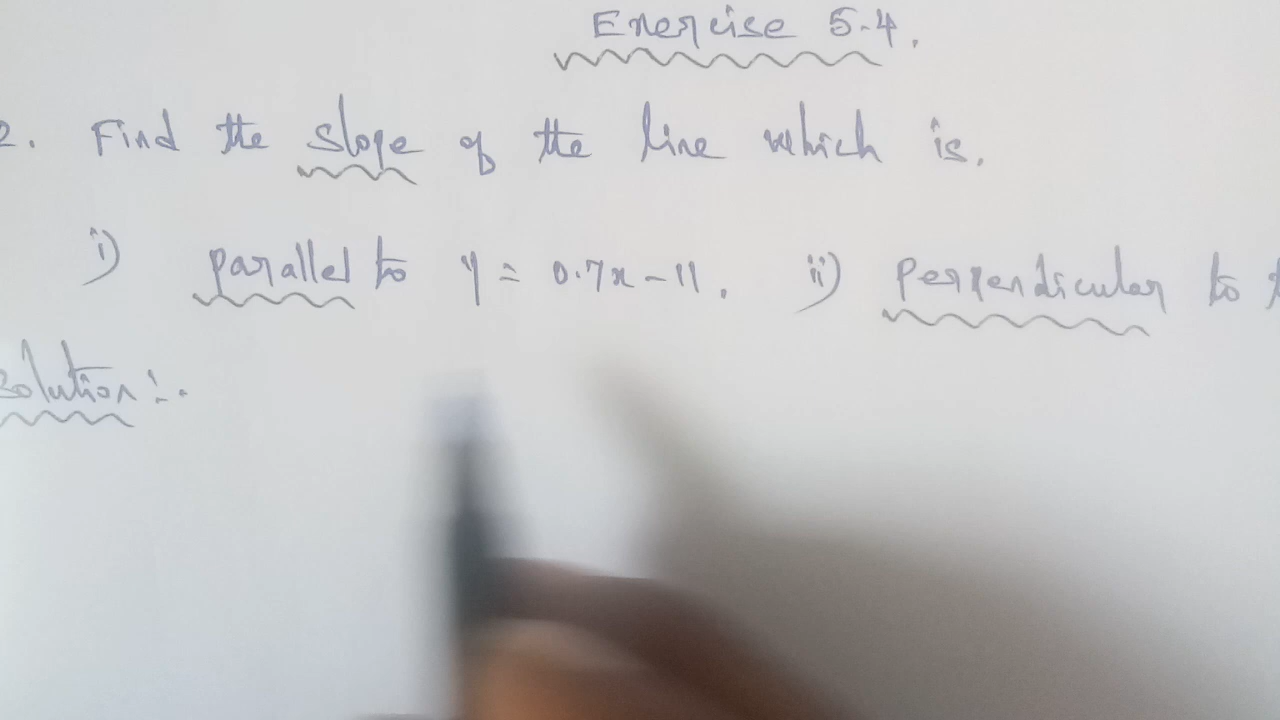 Exercise 5.4.
2. Find the slope of the line which is.
i) parallel to y = 0.7x - 11. ii) Perpendicular to
Solution:-